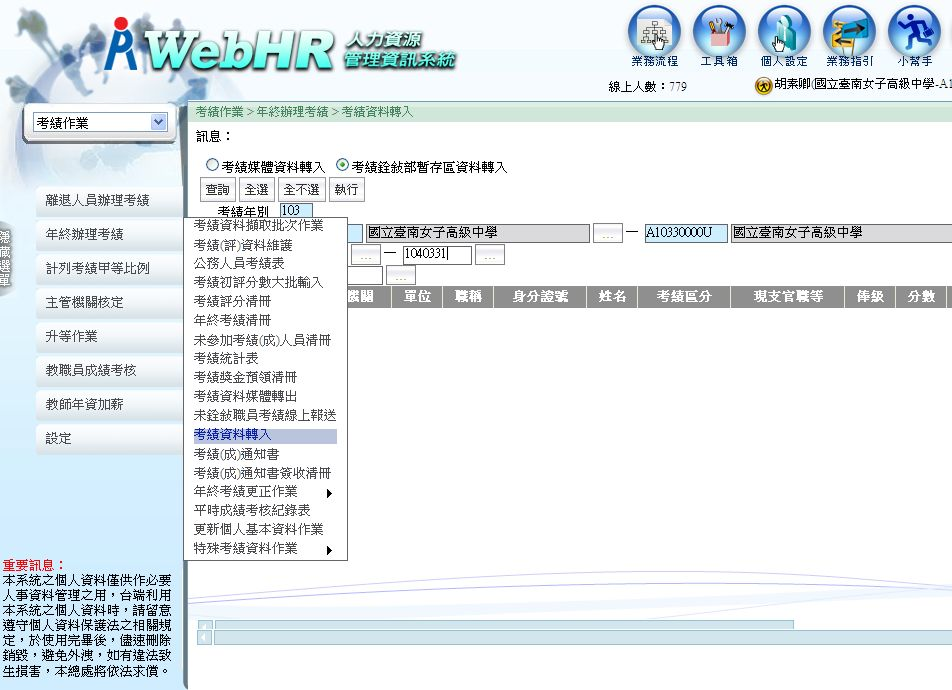 WebHR 人力資源
管理資訊系統
業務流程 工具箱 個人設定 業務指引 小幫手
線上人數：779
胡素卿(國立臺南女子高級中學-A1
考績作業
考績作業 > 年終辦理考績 > 考績資料轉入
訊息：
考績媒體資料轉入 考績銓敘部暫存區資料轉入
查詢 全選 全不選 執行
考績年別 103
國立臺南女子高級中學 ... — A10330000U 國立臺南女子高級中學
... — 1040331 ...
...
機關 單位 職稱 身分證號 姓名 考績區分 現支官職等 俸級 分數
隱藏選單
離退人員辦理考績
年終辦理考績
計列考績甲等比例
主管機關核定
升等作業
教職員成績考核
教師年資加薪
設定
考績資料擷取批次作業
考績(評)資料維護
公務人員考績表
考績初評分數大批輸入
考績評分清冊
年終考績清冊
未參加考績(成)人員清冊
考績統計表
考績獎金預領清冊
考績資料媒體轉出
未銓敘職員考績線上報送
考績資料轉入
考績(成)通知書
考績(成)通知書簽收清冊
年終考績更正作業
平時成績考核紀錄表
更新個人基本資料作業
特殊考績資料作業
重要訊息：
本系統之個人資料僅供作必要
人事資料管理之用，台端利用
本系統之個人資料時，請留意
遵守個人資料保護法之相關規
定，於使用完畢後，儘速刪除
銷毀，避免外洩，如有違法致
生損害，本總處將依法求償。